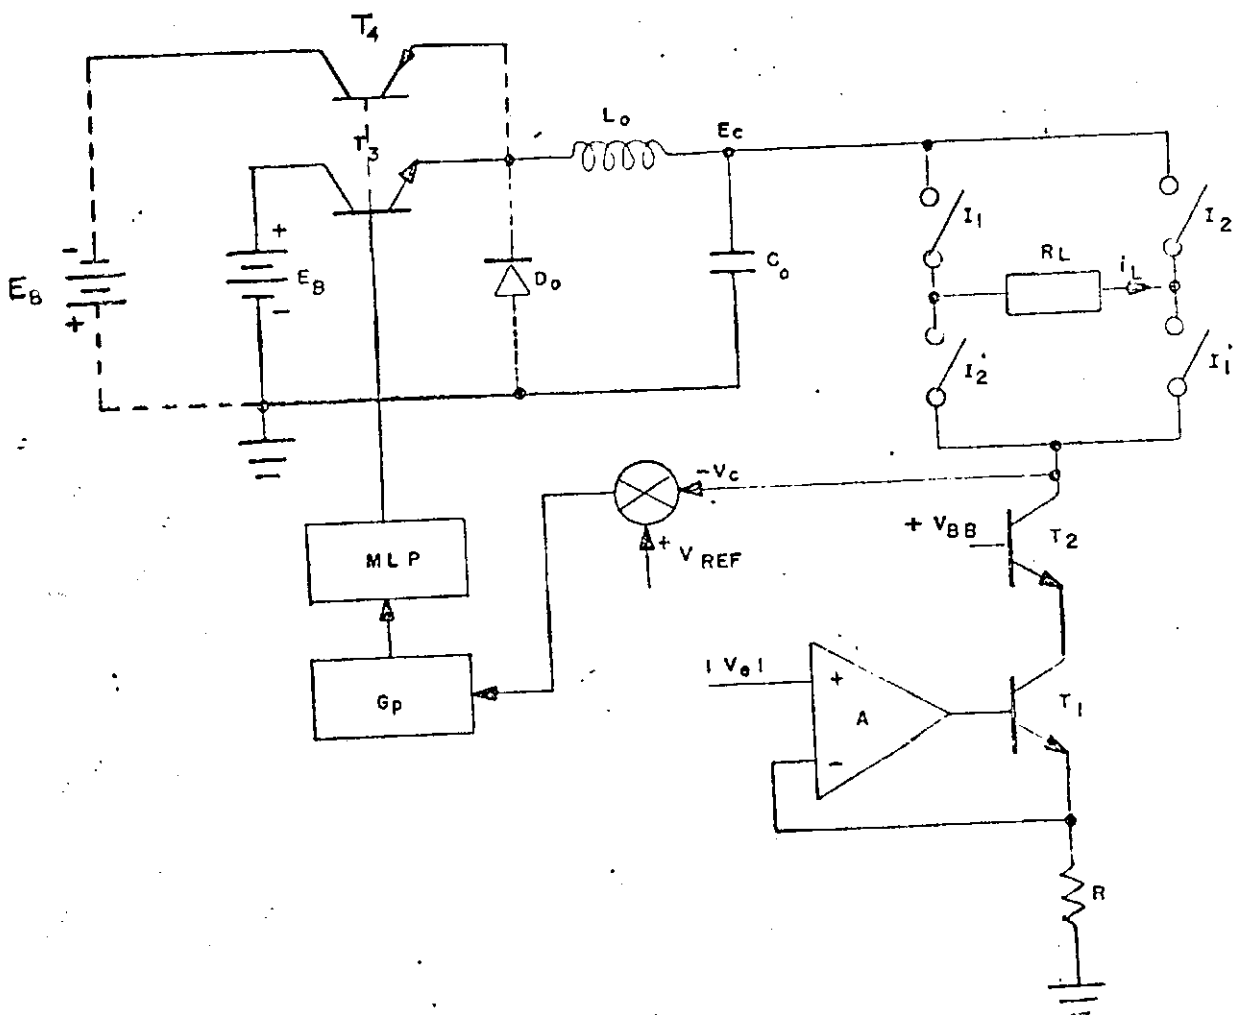 T4
T3
Lo
Ec
I1
I2
RL
iL
-
+
EB
+
EB
-
Do
Co
I2'
I1'
-Vc
+ VBB
T2
+ VREF
MLP
| Vo |
+
A
-
T1
Gp
R